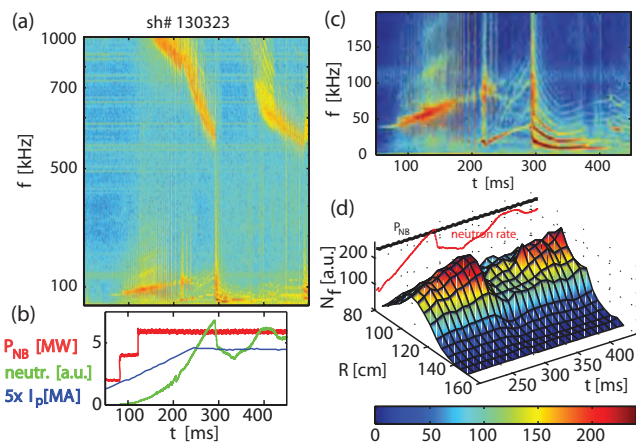 (a)
sh# 130323
1000
700
500
100
f [kHz]
(b)
P_NB [MW]
neutr. [a.u.]
5x I_p[MA]
5
0
100 200 300 400
t [ms]
(c)
150
100
50
0
f [kHz]
100 200 300 400
t [ms]
(d)
P_NB
neutron rate
N_f [a.u.]
200
100
80
100
120
140
160
R [cm]
250
300
350
400
t [ms]
0 50 100 150 200